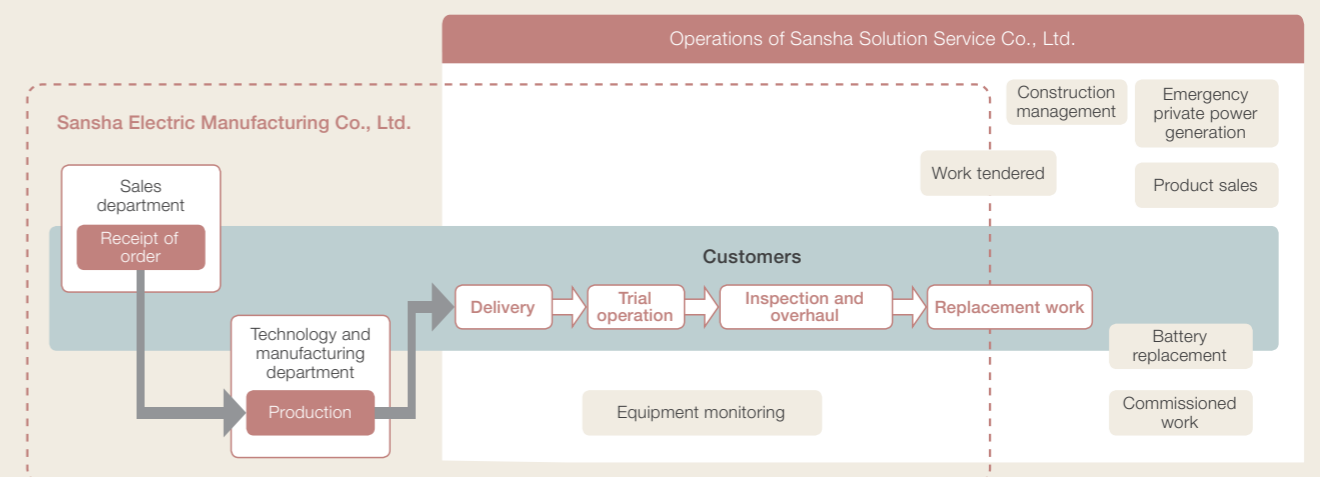 Operations of Sansha Solution Service Co., Ltd.
Sansha Electric Manufacturing Co., Ltd.
Construction
management
Emergency
private power
generation
Work tendered
Product sales
Sales
department
Receipt of
order
Customers
Delivery
Trial
operation
Inspection and
overhaul
Replacement work
Technology and
manufacturing
department
Production
Battery
replacement
Equipment monitoring
Commissioned
work